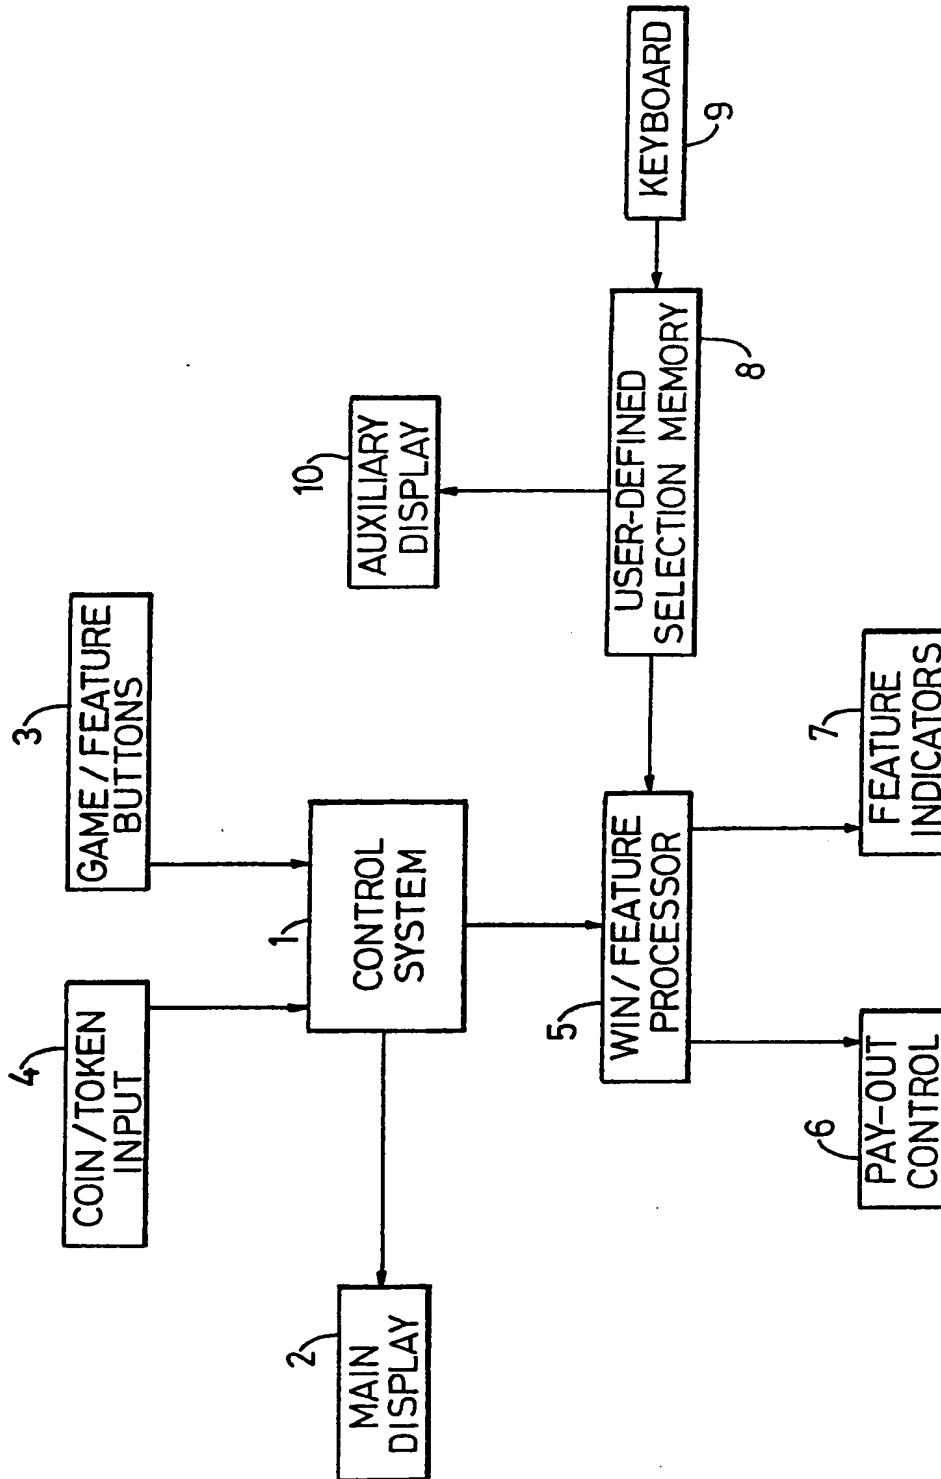 4
COIN/TOKEN
INPUT
3
GAME/FEATURE
BUTTONS
2
MAIN
DISPLAY
1
CONTROL
SYSTEM
10
AUXILIARY
DISPLAY
5
WIN/FEATURE
PROCESSOR
USER-DEFINED
SELECTION MEMORY
8
KEYBOARD
9
6
PAY-OUT
CONTROL
7
FEATURE
INDICATORS